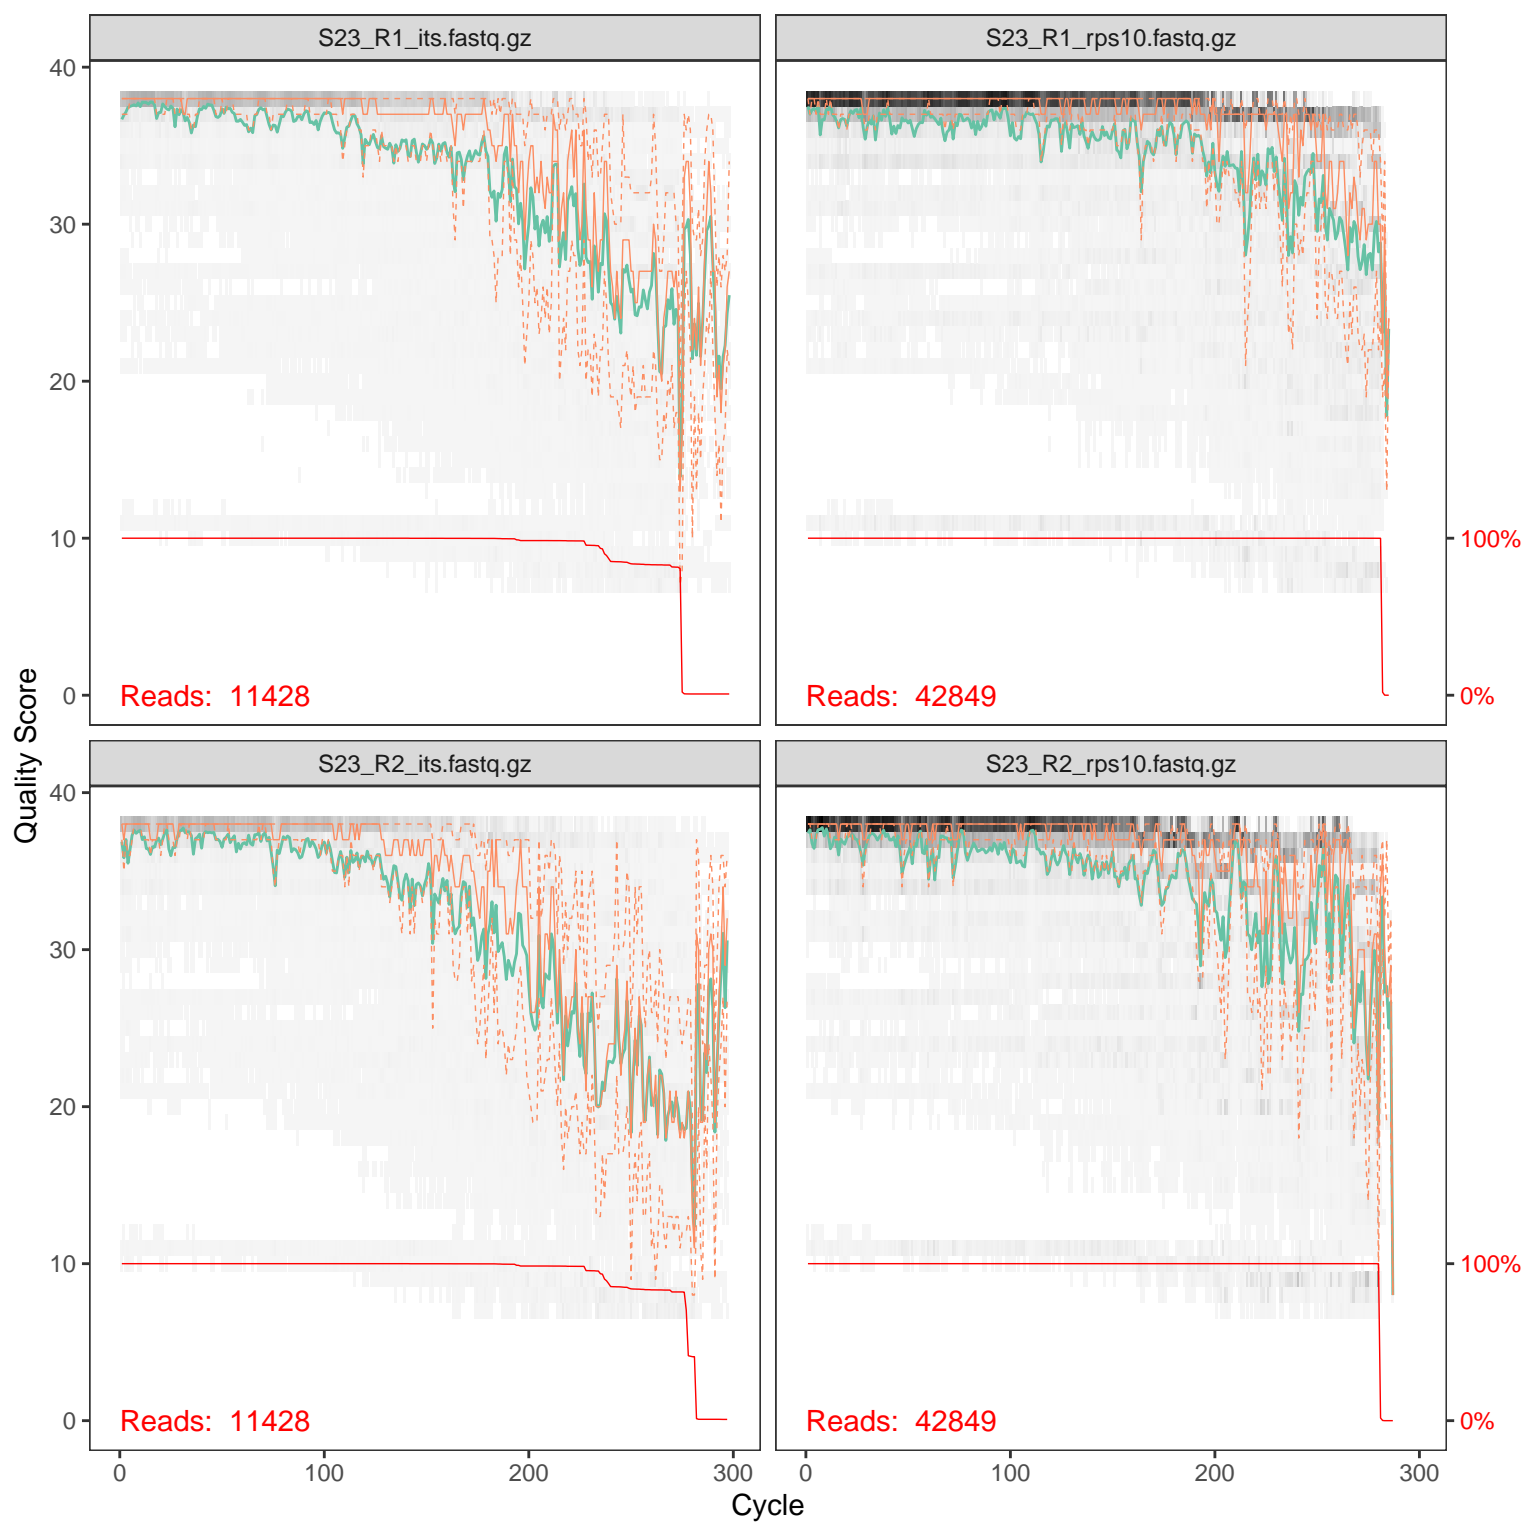 S23_R1_its.fastq.gz
S23_R1_rps10.fastq.gz
40
30
20
10
0
Reads: 11428
Reads: 42849
100%
0%
S23_R2_its.fastq.gz
S23_R2_rps10.fastq.gz
40
30
20
10
0
Reads: 11428
Reads: 42849
100%
0%
0 100 200 300
0 100 200 300
Cycle
Quality Score